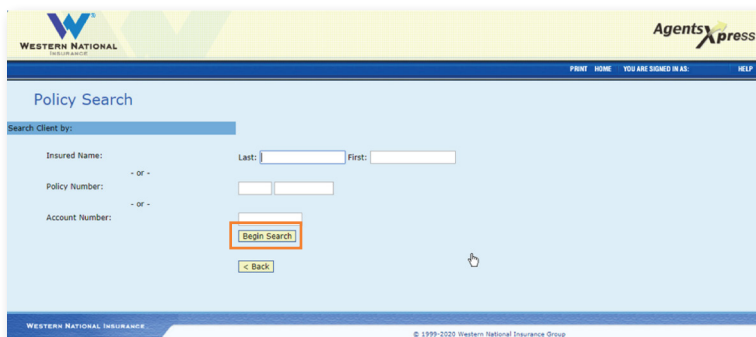 WESTERN NATIONAL
INSURANCE
AgentsXpress
PRINT HOME YOU ARE SIGNED IN AS: HELP
Policy Search
Search Client by:
Insured Name: Last: First:
- or -
Policy Number:
- or -
Account Number:
Begin Search
< Back
WESTERN NATIONAL INSURANCE
© 1999-2020 Western National Insurance Group